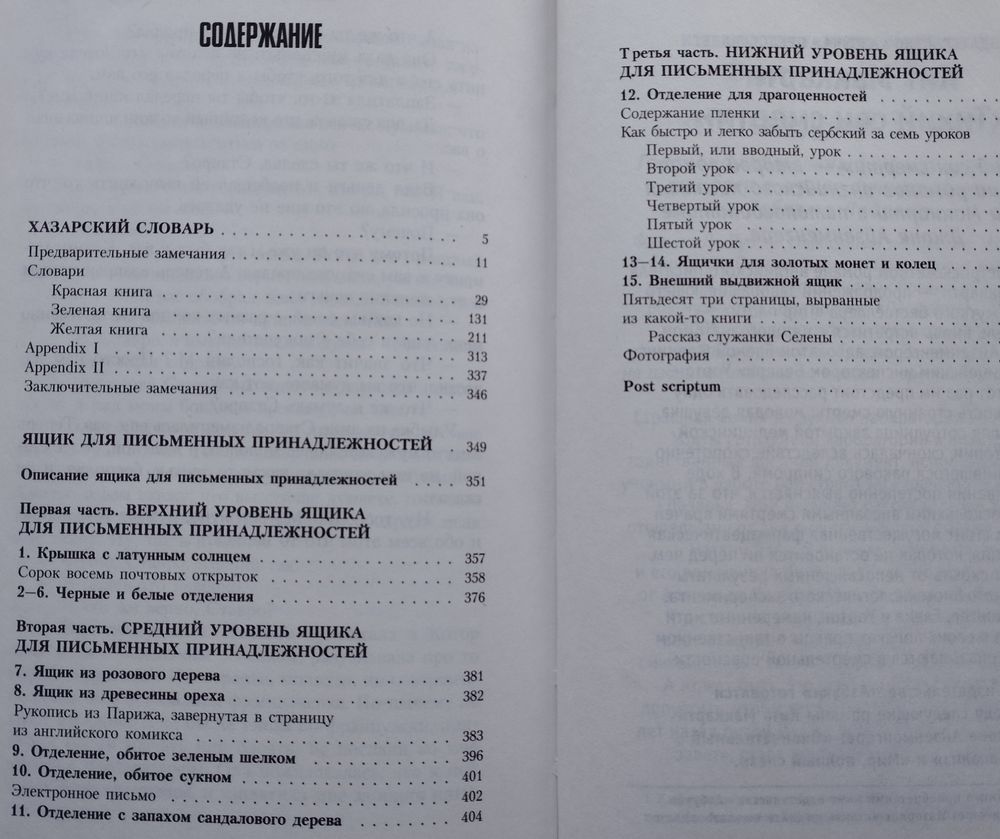 СОДЕРЖАНИЕ
ХАЗАРСКИЙ СЛОВАРЬ . . . . . . . . . . . . . . . . . . . . 5
Предварительные замечания . . . . . . . . . . . . . . . . . . . . 11
Словари
Красная книга . . . . . . . . . . . . . . . . . . . . 29
Зеленая книга . . . . . . . . . . . . . . . . . . . . 131
Желтая книга . . . . . . . . . . . . . . . . . . . . 211
Appendix I . . . . . . . . . . . . . . . . . . . . 313
Appendix II . . . . . . . . . . . . . . . . . . . . 337
Заключительные замечания . . . . . . . . . . . . . . . . . . . . 346
ЯЩИК ДЛЯ ПИСЬМЕННЫХ ПРИНАДЛЕЖНОСТЕЙ . 349
Описание ящика для письменных принадлежностей . . . . 351
Первая часть. ВЕРХНИЙ УРОВЕНЬ ЯЩИКА
ДЛЯ ПИСЬМЕННЫХ ПРИНАДЛЕЖНОСТЕЙ
1. Крышка с латунным солнцем . . . . . . . . . . . . . . . . 357
Сорок восемь почтовых открыток . . . . . . . . . . . . . . . . 358
2–6. Черные и белые отделения . . . . . . . . . . . . . . . . 376
Вторая часть. СРЕДНИЙ УРОВЕНЬ ЯЩИКА
ДЛЯ ПИСЬМЕННЫХ ПРИНАДЛЕЖНОСТЕЙ
7. Ящик из розового дерева . . . . . . . . . . . . . . . . 381
8. Ящик из древесины ореха . . . . . . . . . . . . . . . . 382
Рукопись из Парижа, завернутая в страницу
из английского комикса . . . . . . . . . . . . . . . . 383
9. Отделение, обитое зеленым шелком . . . . . . . . . . . . 396
10. Отделение, обитое сукном . . . . . . . . . . . . . . . . 401
Электронное письмо . . . . . . . . . . . . . . . . . . . . 402
11. Отделение с запахом сандалового дерева . . . . . . . . 404
Третья часть. НИЖНИЙ УРОВЕНЬ ЯЩИКА
ДЛЯ ПИСЬМЕННЫХ ПРИНАДЛЕЖНОСТЕЙ
12. Отделение для драгоценностей . . . . . . . . . .
Содержание пленки . . . . . . . . . . . . . . . . . .
Как быстро и легко забыть сербский за семь уроков
Первый, или вводный, урок . . . . . . . . . . . .
Второй урок . . . . . . . . . . . . . . . . . . . .
Третий урок . . . . . . . . . . . . . . . . . . . .
Четвертый урок . . . . . . . . . . . . . . . . . .
Пятый урок . . . . . . . . . . . . . . . . . . . .
Шестой урок . . . . . . . . . . . . . . . . . . . .
13–14. Ящички для золотых монет и колец . . . .
15. Внешний выдвижной ящик . . . . . . . . . . . .
Пятьдесят три страницы, вырванные
из какой-то книги . . . . . . . . . . . . . . . . . .
Рассказ служанки Селены . . . . . . . . . . . . .
Фотография . . . . . . . . . . . . . . . . . . . . . .
Post scriptum . . . . . . . . . . . . . . . . . . . .